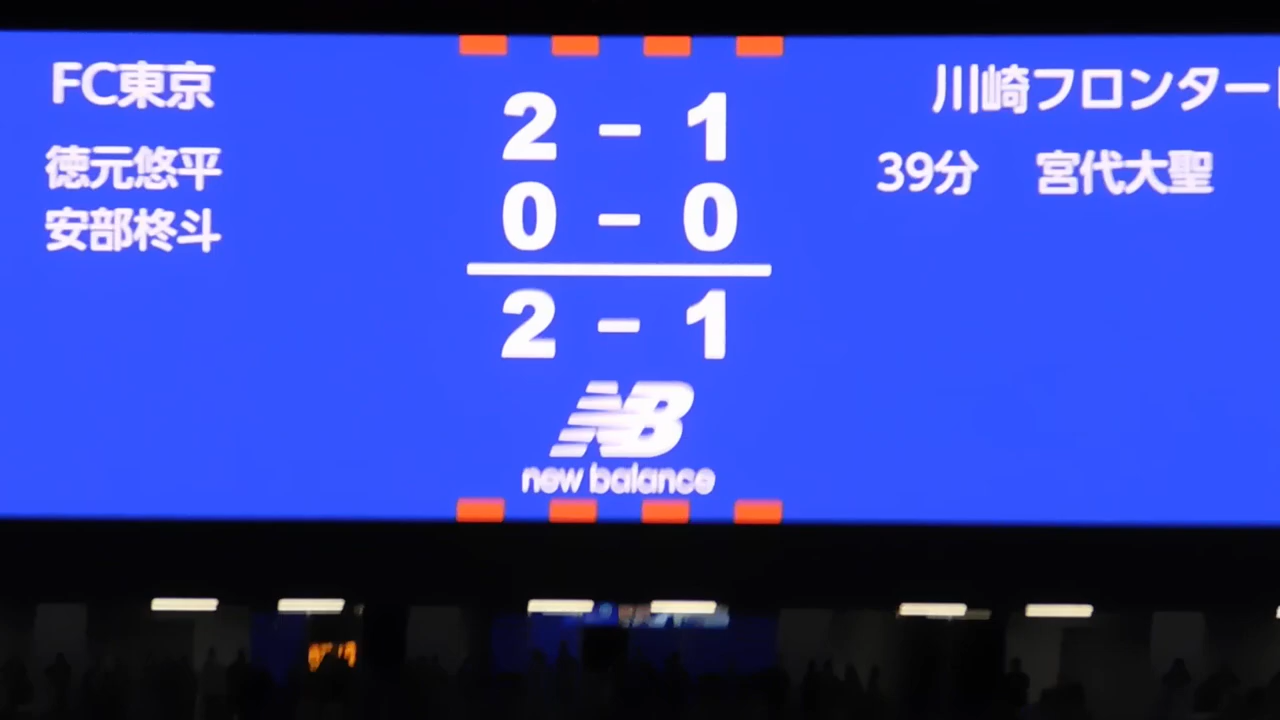 FC東京
徳元悠平
安部柊斗
2 - 1
0 - 0
2 - 1
NB
new balance
川崎フロンター
39分 宮代大聖